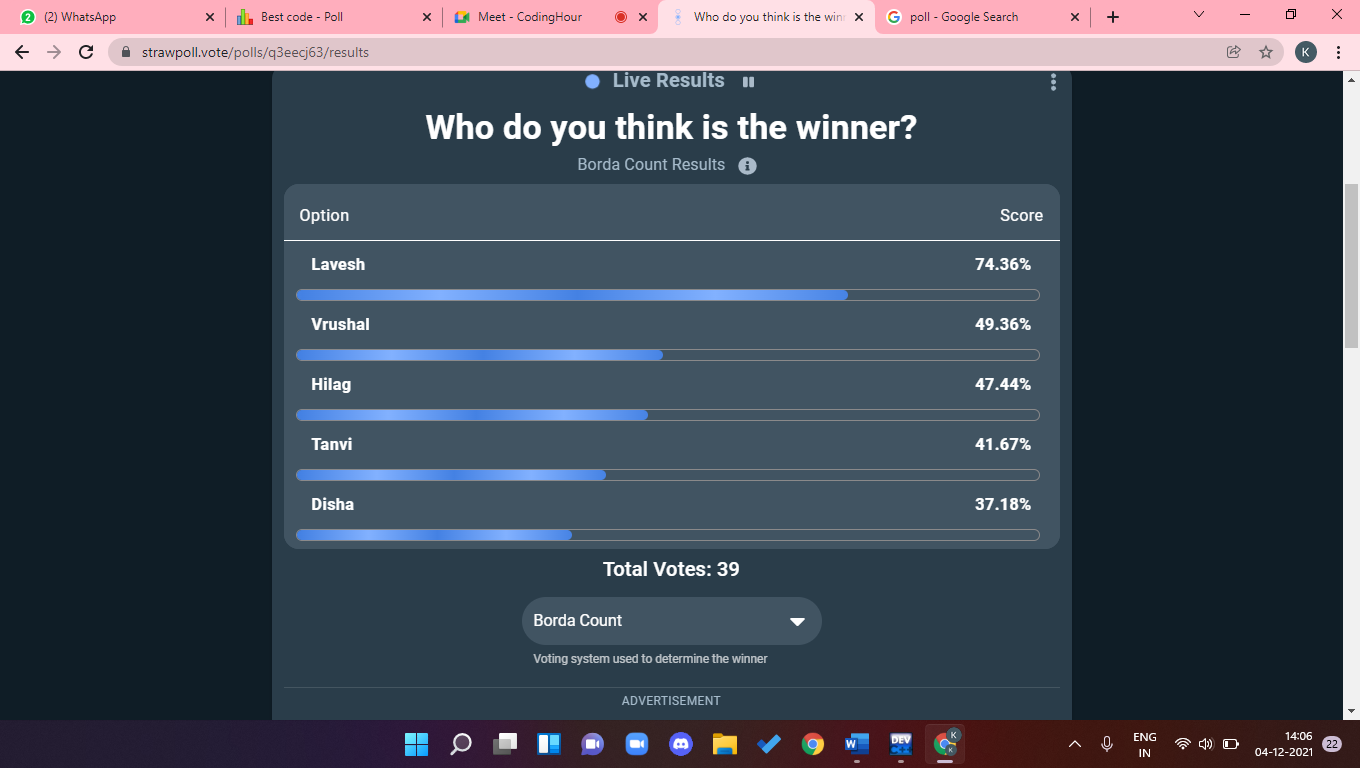 (2) WhatsApp
Best code - Poll
Meet - CodingHour
Who do you think is the win
poll - Google Search
strawpoll.vote/polls/q3eecj63/results
K
Live Results
Who do you think is the winner?
Borda Count Results
Option Score
Lavesh 74.36%
Vrushal 49.36%
Hilag 47.44%
Tanvi 41.67%
Disha 37.18%
Total Votes: 39
Borda Count
Voting system used to determine the winner
ADVERTISEMENT
W
DEV
K
ENG
IN
14:06
04-12-2021
22